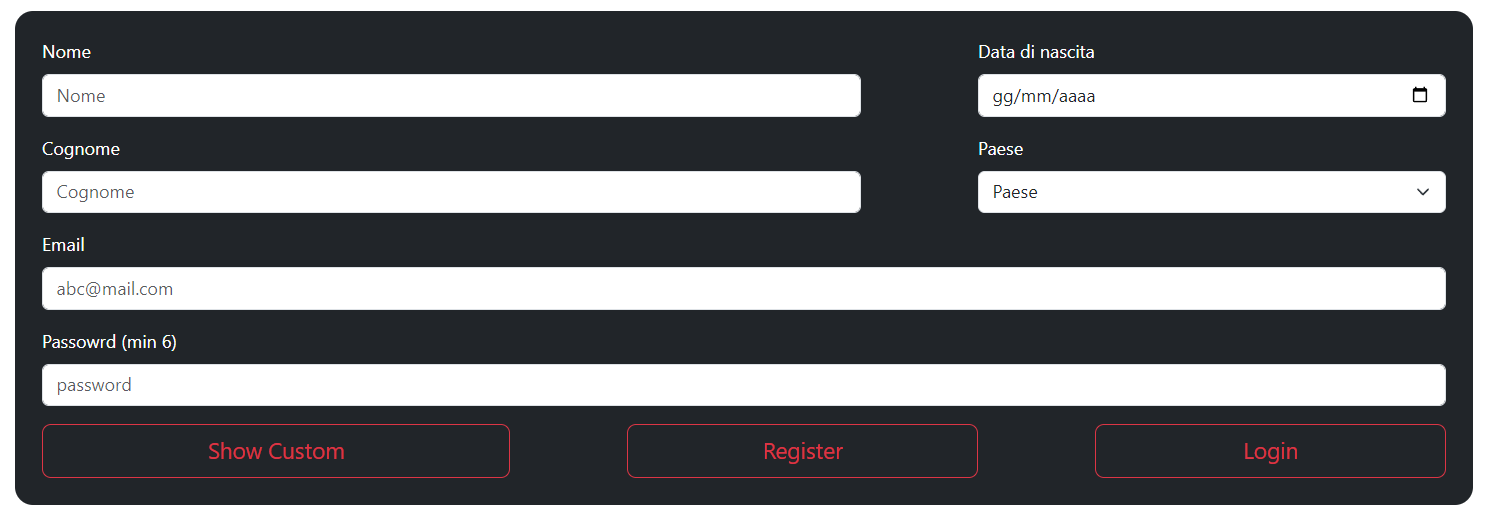 Nome
Data di nascita
Nome
gg/mm/aaaa
Cognome
Paese
Cognome
Paese
Email
abc@mail.com
Passowrd (min 6)
password
Show Custom
Register
Login